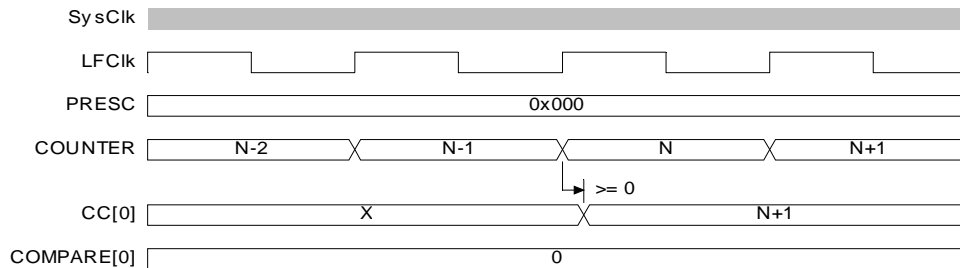 SysClk
LFClk
PRESC 0x000
COUNTER N-2 N-1 N N+1
>= 0
CC[0] X N+1
COMPARE[0] 0